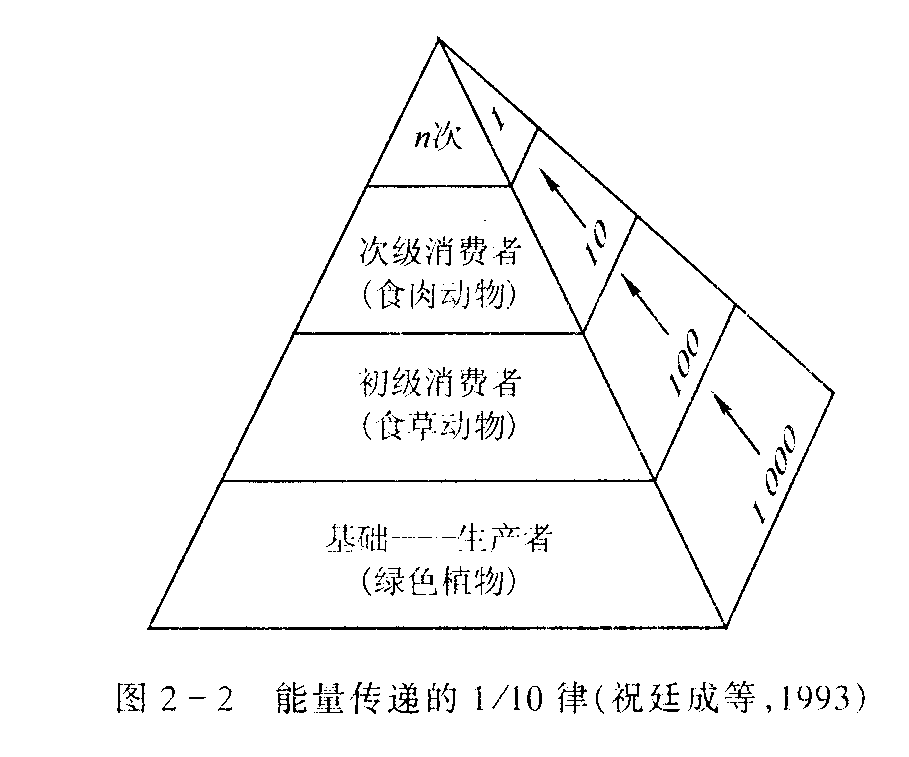 n次
1
次级消费者
(食肉动物)
10
初级消费者
(食草动物)
100
基础——生产者
(绿色植物)
1 000
图 2-2 能量传递的 1/10 律(祝廷成等,1993)